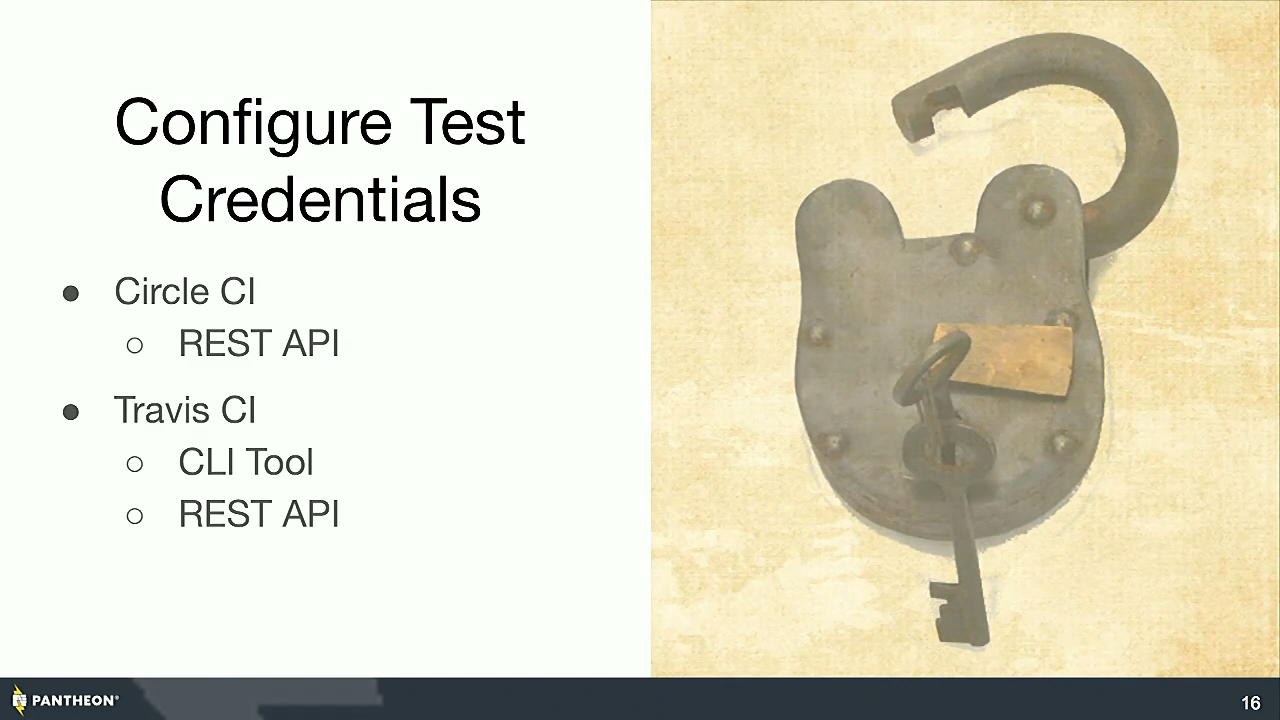 Configure Test
Credentials
● Circle CI
○ REST API
● Travis CI
○ CLI Tool
○ REST API
PANTHEON®
16